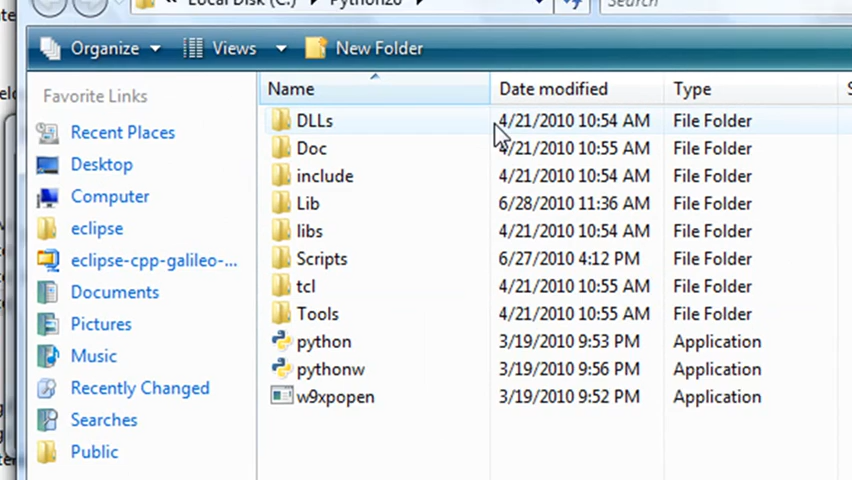 Local Disk (C:) Python26
Search
Organize Views New Folder
Favorite Links
Recent Places
Desktop
Computer
eclipse
eclipse-cpp-galileo-...
Documents
Pictures
Music
Recently Changed
Searches
Public
Name Date modified Type S
DLLs 4/21/2010 10:54 AM File Folder
Doc 4/21/2010 10:55 AM File Folder
include 4/21/2010 10:54 AM File Folder
Lib 6/28/2010 11:36 AM File Folder
libs 4/21/2010 10:54 AM File Folder
Scripts 6/27/2010 4:12 PM File Folder
tcl 4/21/2010 10:55 AM File Folder
Tools 4/21/2010 10:55 AM File Folder
python 3/19/2010 9:53 PM Application
pythonw 3/19/2010 9:56 PM Application
w9xpopen 3/19/2010 9:52 PM Application